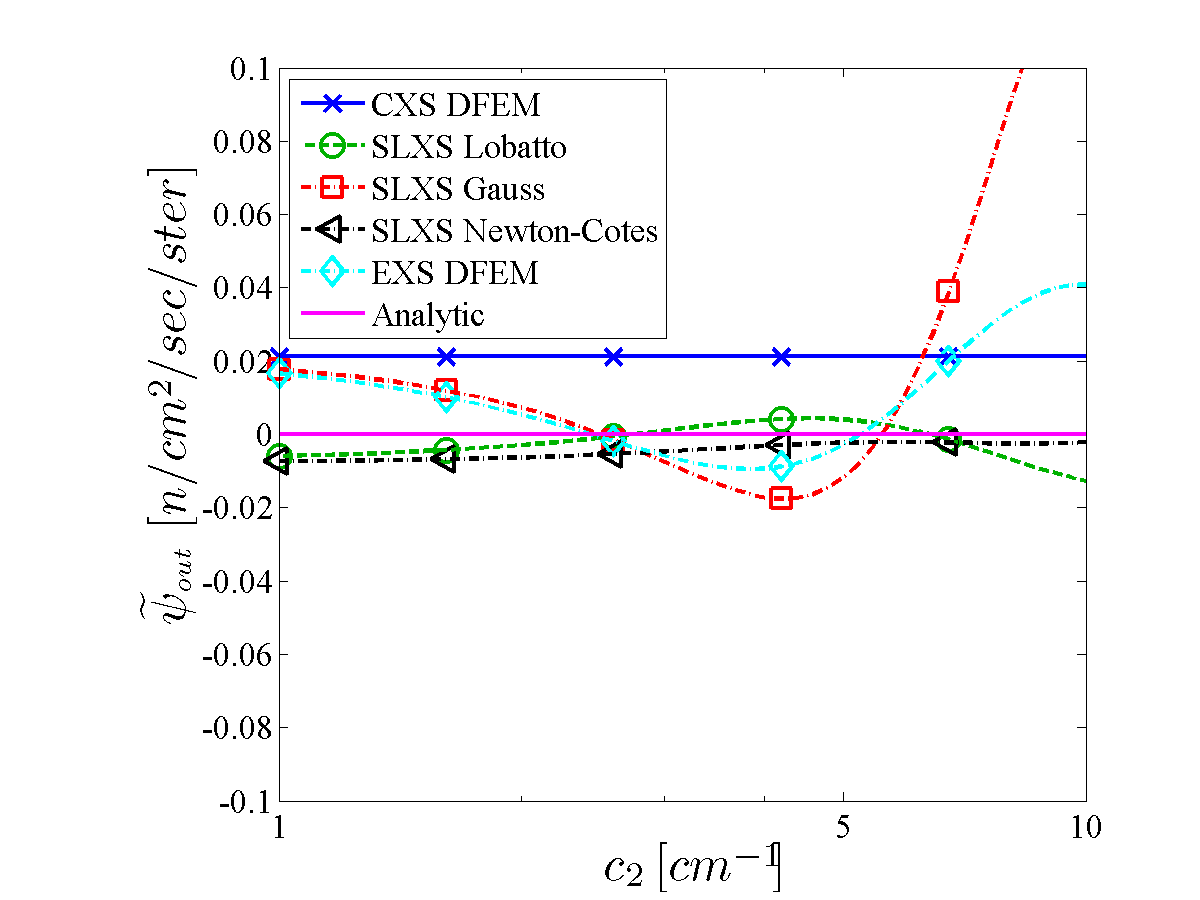 0.1
0.08
0.06
0.04
0.02
0
-0.02
-0.04
-0.06
-0.08
-0.1
1
5
10
CXS DFEM
SLXS Lobatto
SLXS Gauss
SLXS Newton-Cotes
EXS DFEM
Analytic
ψ̃out [n/cm²/sec/ster]
c₂ [cm⁻¹]